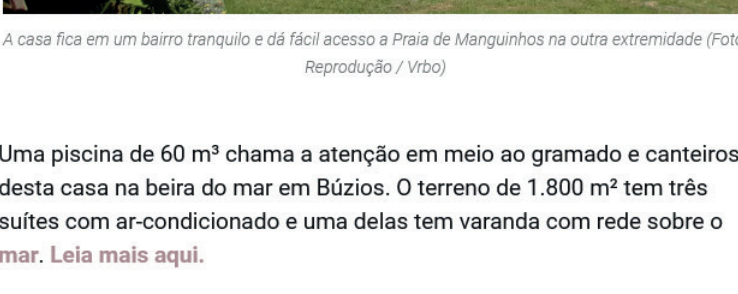 A casa fica em um bairro tranquilo e dá fácil acesso a Praia de Manguinhos na outra extremidade (Foto
Reprodução / Vrbo)
Uma piscina de 60 m³ chama a atenção em meio ao gramado e canteiros
desta casa na beira do mar em Búzios. O terreno de 1.800 m² tem três
suítes com ar-condicionado e uma delas tem varanda com rede sobre o
mar. Leia mais aqui.